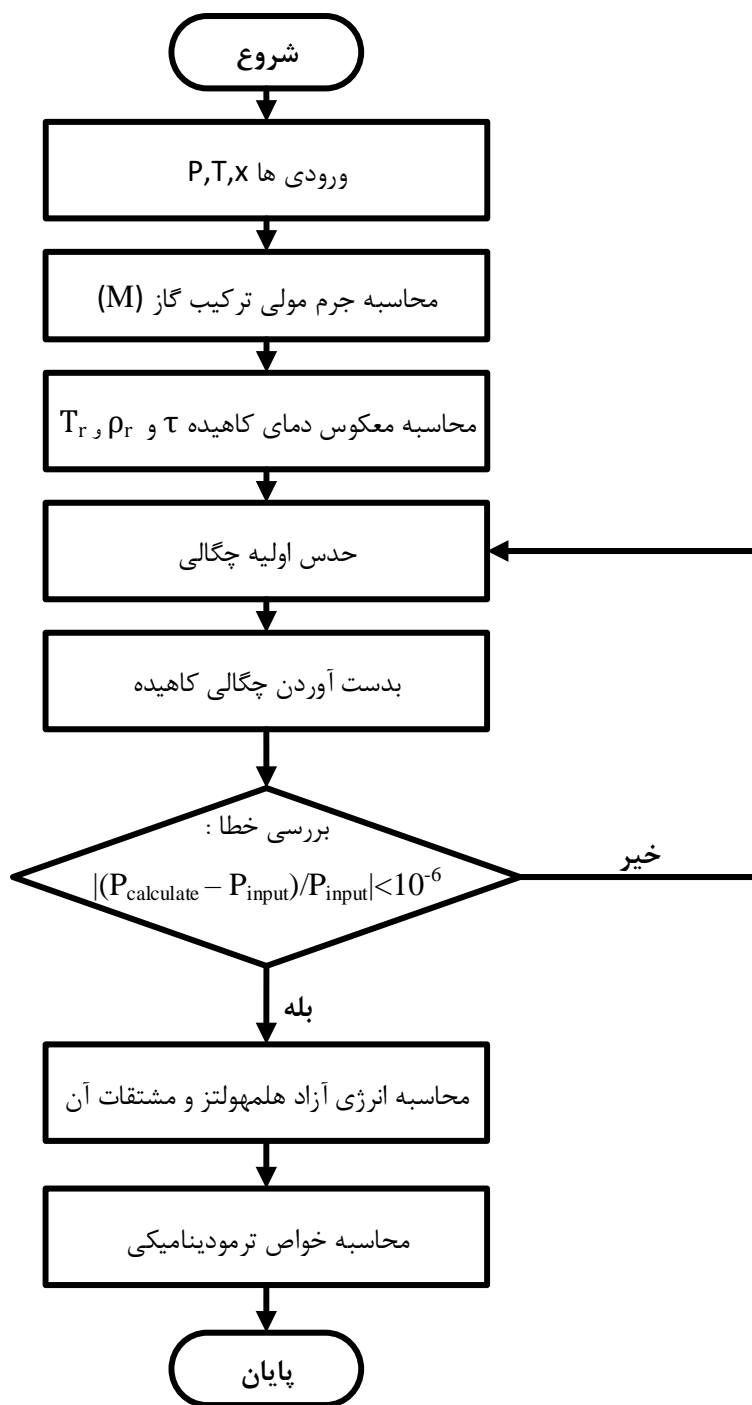 شروع
ورودی ها P,T,x
محاسبه جرم مولی ترکیب گاز (M)
محاسبه معکوس دمای کاهیده τ و ρr و Tr
حدس اولیه چگالی
بدست آوردن چگالی کاهیده
بررسی خطا :
|(Pcalculate – Pinput)/Pinput|<10-6
خیر
بله
محاسبه انرژی آزاد هلمهولتز و مشتقات آن
محاسبه خواص ترمودینامیکی
پایان